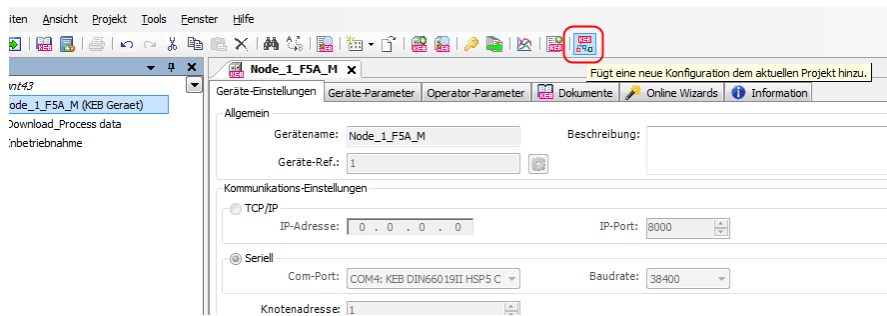 iten Ansicht Projekt Tools Fenster Hilfe
Node_1_F5A_M x
Fügt eine neue Konfiguration dem aktuellen Projekt hinzu.
nt43
ode_1_F5A_M (KEB Geraet)
Download_Process data
nbetriebnahme
Geräte-Einstellungen Geräte-Parameter Operator-Parameter Dokumente Online Wizards Information
Allgemein
Gerätename: Node_1_F5A_M Beschreibung:
Geräte-Ref.: 1
Kommunikations-Einstellungen
TCP/IP
IP-Adresse: 0 . 0 . 0 . 0 IP-Port: 8000
Seriell
Com-Port: COM4: KEB DIN66019II HSP5 C Baudrate: 38400
Knotenadresse: 1